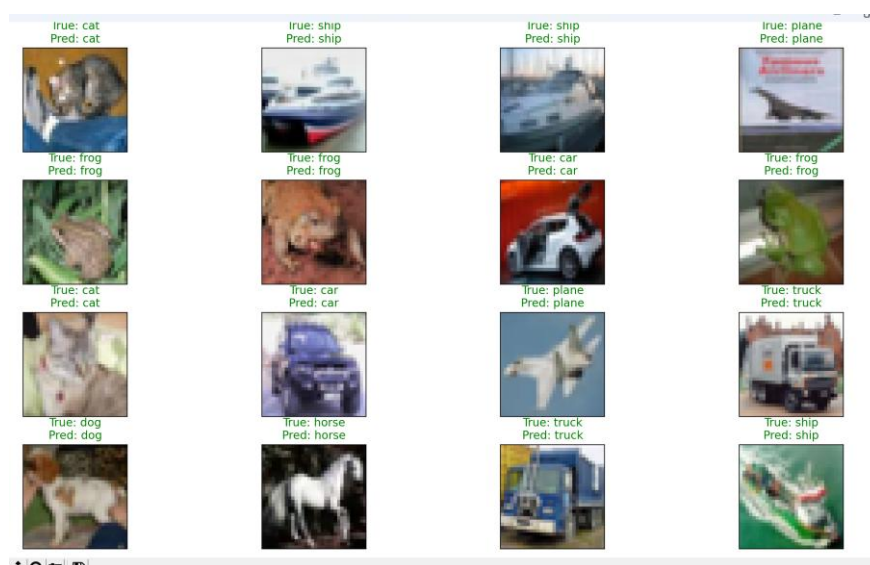 True: cat
Pred: cat
True: ship
Pred: ship
True: ship
Pred: ship
True: plane
Pred: plane
True: frog
Pred: frog
True: frog
Pred: frog
True: car
Pred: car
True: frog
Pred: frog
True: cat
Pred: cat
True: car
Pred: car
True: plane
Pred: plane
True: truck
Pred: truck
True: dog
Pred: dog
True: horse
Pred: horse
True: truck
Pred: truck
True: ship
Pred: ship